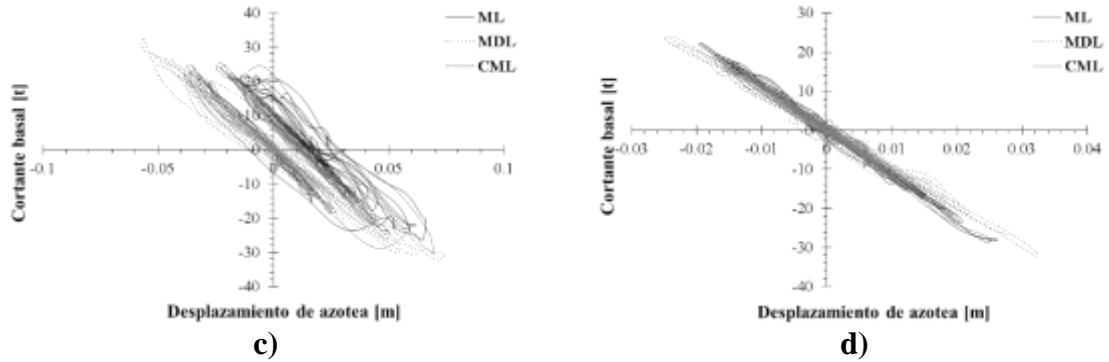 40
30
20
10
0
-10
-20
-30
-40
-0.1
-0.05
0.05
0.1
ML
MDL
CML
Cortante basal [t]
Desplazamiento de azotea [m]
c)
30
20
10
0
-10
-20
-30
-40
-0.03
-0.02
-0.01
0
0.01
0.02
0.03
0.04
ML
MDL
CML
Cortante basal [t]
Desplazamiento de azotea [m]
d)